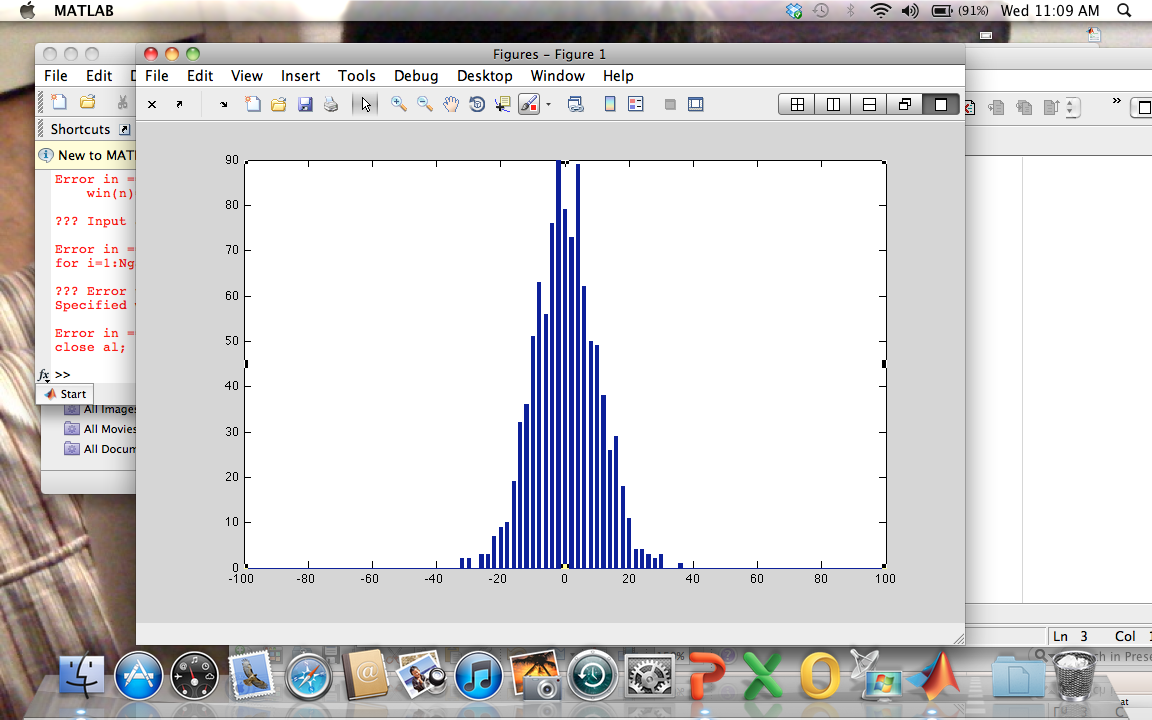 MATLAB
(91%) Wed 11:09 AM
Figures – Figure 1
File Edit
File Edit View Insert Tools Debug Desktop Window Help
Shortcuts
New to MAT
Error in =
win(n)
??? Input
Error in =
for i=1:Ng
??? Error
Specified
Error in =
close al;
fx >>
Start
All Images
All Movies
All Docum
90
80
70
60
50
40
30
20
10
0
-100 -80 -60 -40 -20 0 20 40 60 80 100
Ln 3 Col 1